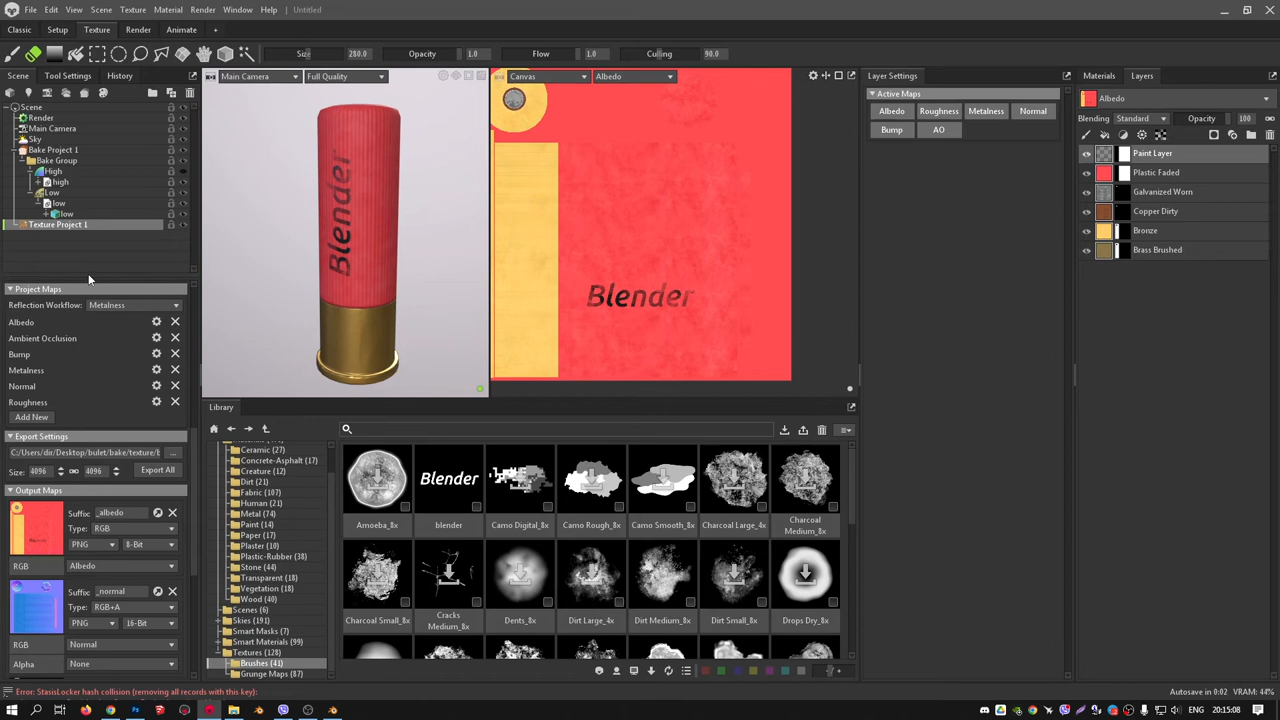 File Edit View Scene Texture Material Render Window Help Untitled
Classic Setup Texture Render Animate +
Size 280.0 Opacity 1.0 Flow 1.0 Culling 90.0
Scene Tool Settings History
Scene
Render
Main Camera
Sky
Bake Project 1
Bake Group
High
high
Low
low
low
Texture Project 1
Project Maps
Reflection Workflow: Metalness
Albedo
Ambient Occlusion
Bump
Metalness
Normal
Roughness
Add New
Export Settings
C:/Users/dir/Desktop/bulet/bake/texture/b ...
Size: 4096 4096 Export All
Output Maps
Suffix: _albedo
Type: RGB
PNG 8-Bit
RGB Albedo
Suffix: _normal
Type: RGB+A
PNG 16-Bit
RGB Normal
Alpha None
Main Camera Full Quality
Blender
Canvas Albedo
Blender
Library
Ceramic (27)
Concrete-Asphalt (17)
Creature (12)
Dirt (21)
Fabric (107)
Human (21)
Metal (74)
Paint (14)
Paper (17)
Plaster (10)
Plastic-Rubber (38)
Stone (44)
Transparent (18)
Vegetation (18)
Wood (40)
Scenes (6)
Skies (191)
Smart Masks (7)
Smart Materials (99)
Textures (128)
Brushes (41)
Grunge Maps (87)
Blender
Amoeba_8x blender Camo Digital_8x Camo Rough_8x Camo Smooth_8x Charcoal Large_4x Charcoal Medium_8x
Charcoal Small_8x Cracks Medium_8x Dents_8x Dirt Large_4x Dirt Medium_8x Dirt Small_8x Drops Dry_8x
Layer Settings
Active Maps
Albedo Roughness Metalness Normal
Bump AO
Materials Layers
Albedo
Blending Standard Opacity 100
Paint Layer
Plastic Faded
Galvanized Worn
Copper Dirty
Bronze
Brass Brushed
Error: StasisLocker hash collision (removing all records with this key):
Autosave in 0:02 VRAM: 44%
ENG 20:15:08